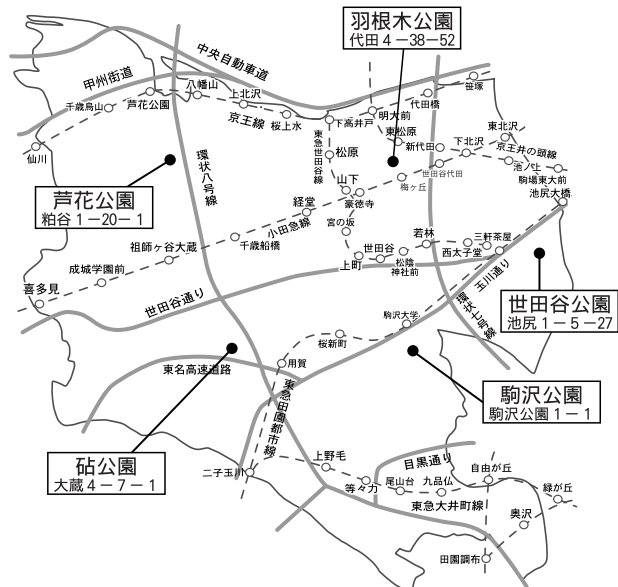 羽根木公園
代田4－38－52
中央自動車道
甲州街道
八幡山
上北沢
芦花公園
千歳烏山
仙川
京王線
桜上水
下高井戸
明大前
代田橋
笹塚
東松原
新代田
下北沢
東北沢
京王井の頭線
池ノ上
駒場東大前
池尻大橋
世田谷代田
梅ヶ丘
豪徳寺
東急世田谷線
松原
山下
宮の坂
上町
世田谷
松陰
神社前
若林
西太子堂
三軒茶屋
玉川通り
環状七号線
環状八号線
芦花公園
粕谷1－20－1
経堂
小田急線
千歳船橋
祖師ヶ谷大蔵
成城学園前
喜多見
世田谷通り
世田谷公園
池尻1－5－27
駒沢大学
桜新町
用賀
東名高速道路
東急田園都市線
駒沢公園
駒沢公園1－1
砧公園
大蔵4－7－1
二子玉川
上野毛
等々力
目黒通り
尾山台
九品仏
自由が丘
緑が丘
東急大井町線
奥沢
田園調布